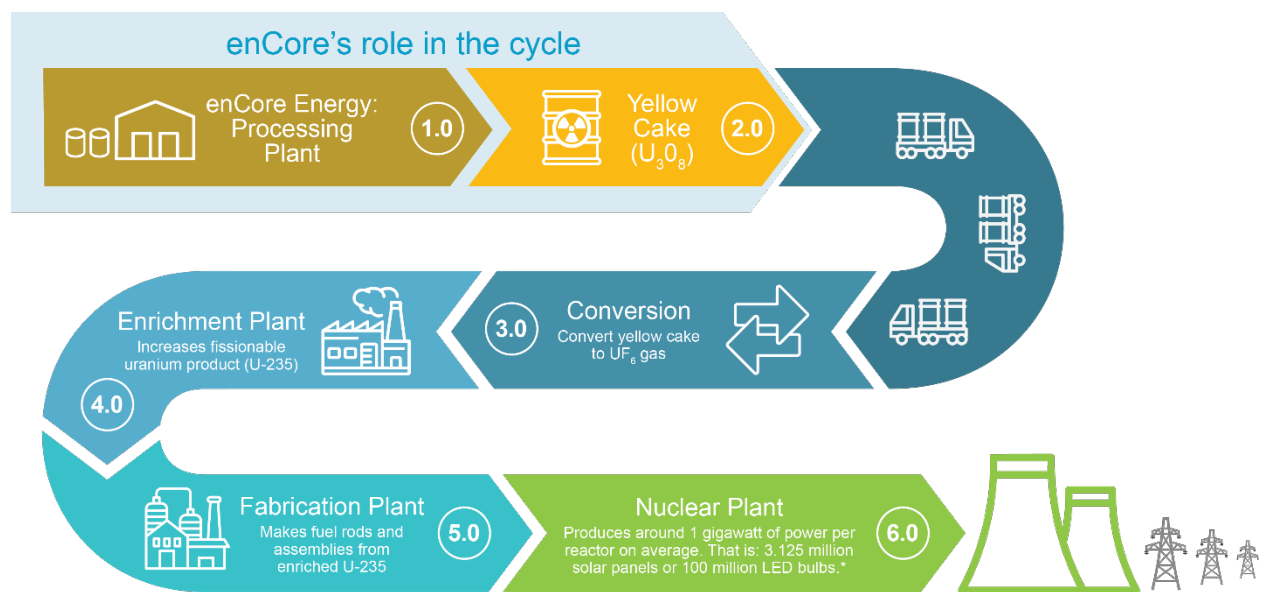 enCore's role in the cycle
enCore Energy:
Processing
Plant
1.0
Yellow
Cake
(U₃0₈)
2.0
Conversion
Convert yellow cake
to UF₆ gas
3.0
Enrichment Plant
Increases fissionable
uranium product (U-235)
4.0
Fabrication Plant
Makes fuel rods and
assemblies from
enriched U-235
5.0
Nuclear Plant
Produces around 1 gigawatt of power per
reactor on average. That is: 3.125 million
solar panels or 100 million LED bulbs.*
6.0